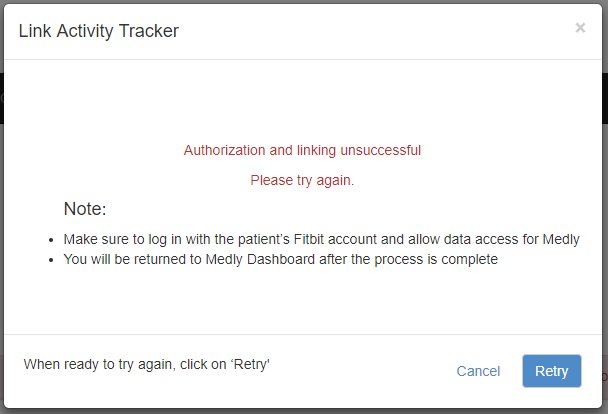 Link Activity Tracker
×
Authorization and linking unsuccessful
Please try again.
Note:
• Make sure to log in with the patient’s Fitbit account and allow data access for Medly
• You will be returned to Medly Dashboard after the process is complete
When ready to try again, click on ‘Retry'
Cancel
Retry